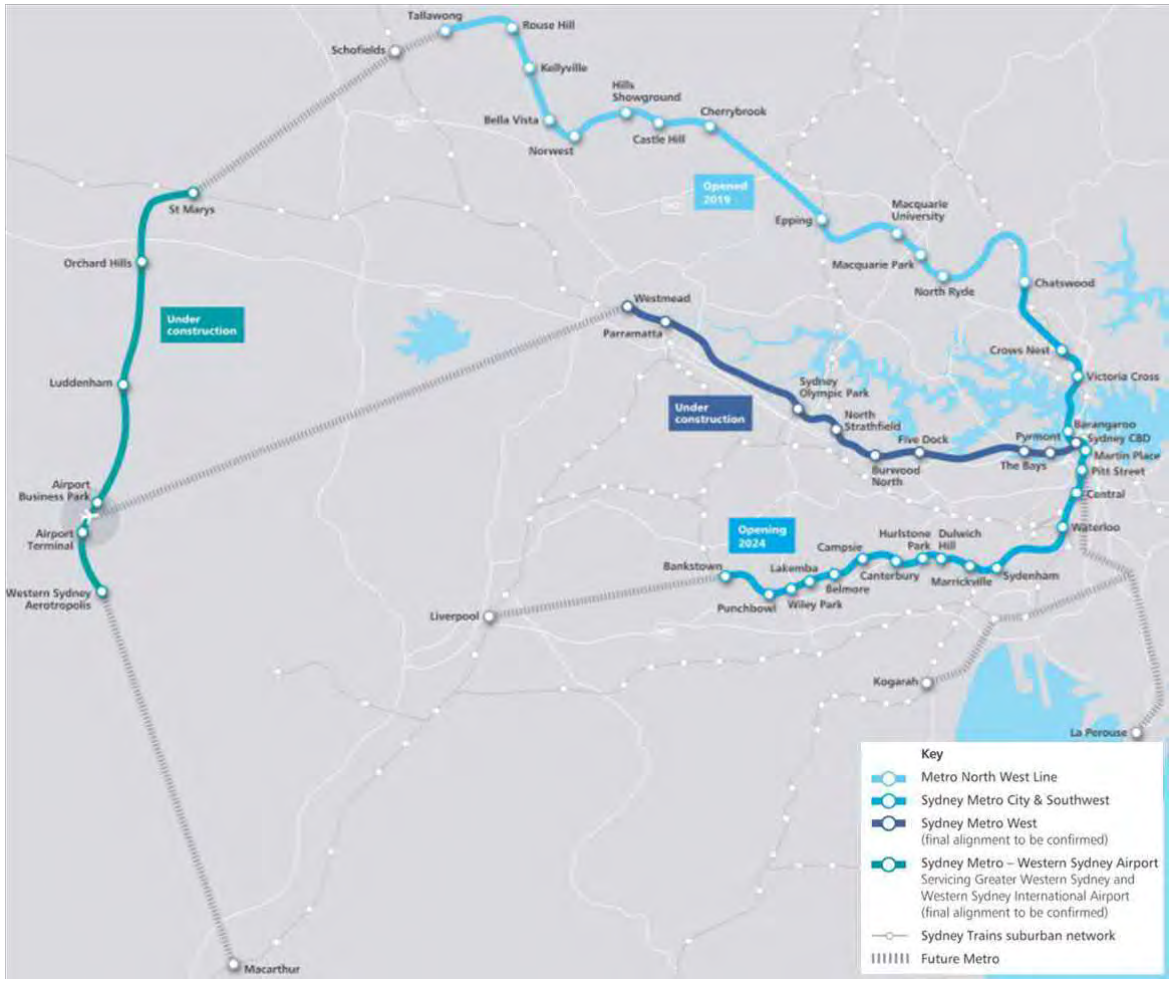 Tallawong
Rouse Hill
Schofields
Kellyville
Hills
Showground
Cherrybrook
Bella Vista
Castle Hill
Norwest
Opened
2019
St Marys
Macquarie
University
Epping
Orchard Hills
Macquarie Park
North Ryde
Chatswood
Westmead
Under
construction
Parramatta
Crows Nest
Luddenham
Victoria Cross
Sydney
Olympic Park
Under
construction
North
Strathfield
Barangaroo
Five Dock
Pyrmont
Sydney CBD
Martin Place
The Bays
Burwood
North
Pitt Street
Airport
Business Park
Central
Airport
Terminal
Opening
2024
Waterloo
Hurlstone
Park
Dulwich
Hill
Campsie
Bankstown
Lakemba
Canterbury
Marrickville
Sydenham
Belmore
Wiley Park
Punchbowl
Western Sydney
Aerotropolis
Liverpool
Kogarah
La Perouse
Macarthur
Key
Metro North West Line
Sydney Metro City & Southwest
Sydney Metro West
(final alignment to be confirmed)
Sydney Metro – Western Sydney Airport
Servicing Greater Western Sydney and
Western Sydney International Airport
(final alignment to be confirmed)
Sydney Trains suburban network
Future Metro